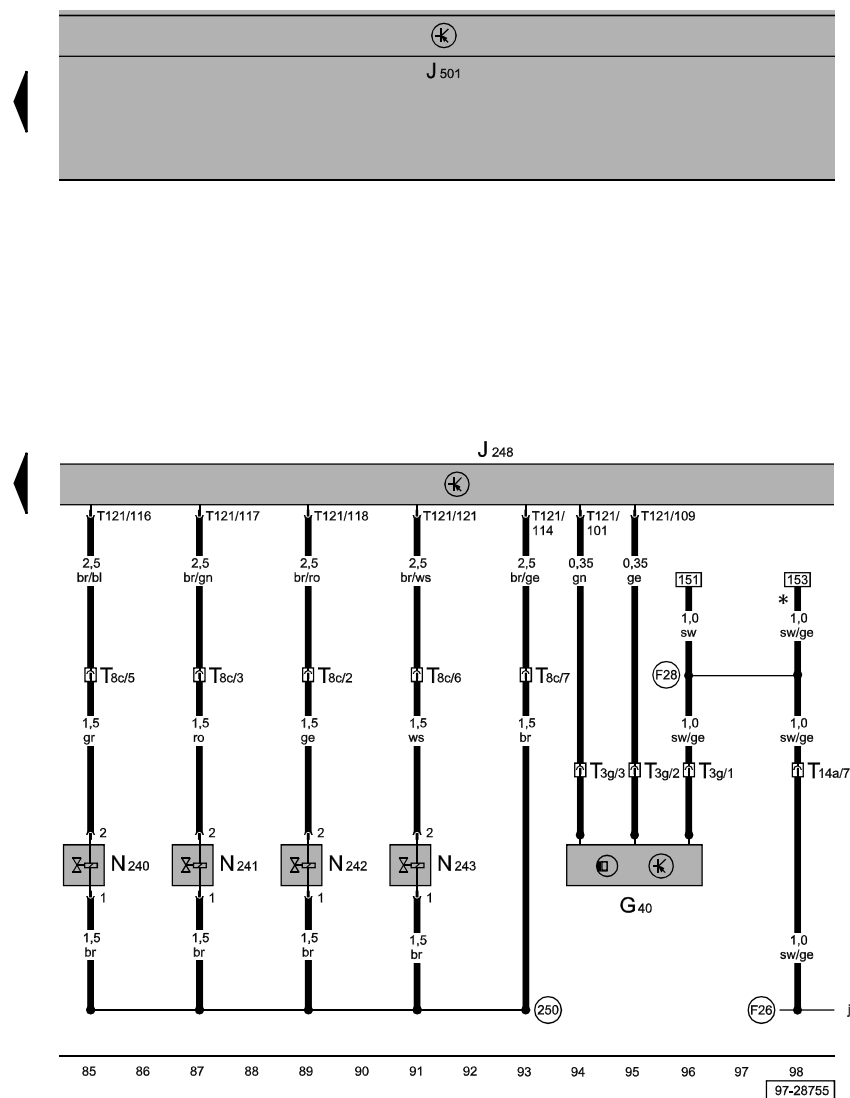 J 501
J 248
T121/116 T121/117 T121/118 T121/121 T121/114 T121/101 T121/109
2,5 2,5 2,5 2,5 2,5 0,35 0,35
br/bl br/gn br/ro br/ws br/ge gn ge
151 153
*
1,0 1,0
sw sw/ge
T8c/5 T8c/3 T8c/2 T8c/6 T8c/7 F28
1,5 1,5 1,5 1,5 1,5 1,0 1,0
gr ro ge ws br sw/ge sw/ge
T3g/3 T3g/2 T3g/1 T14a/7
2 2 2 2
N 240 N 241 N 242 N 243
1 1 1 1
G 40
1,5 1,5 1,5 1,5 1,0
br br br br sw/ge
250 F26 j
85 86 87 88 89 90 91 92 93 94 95 96 97 98
97-28755